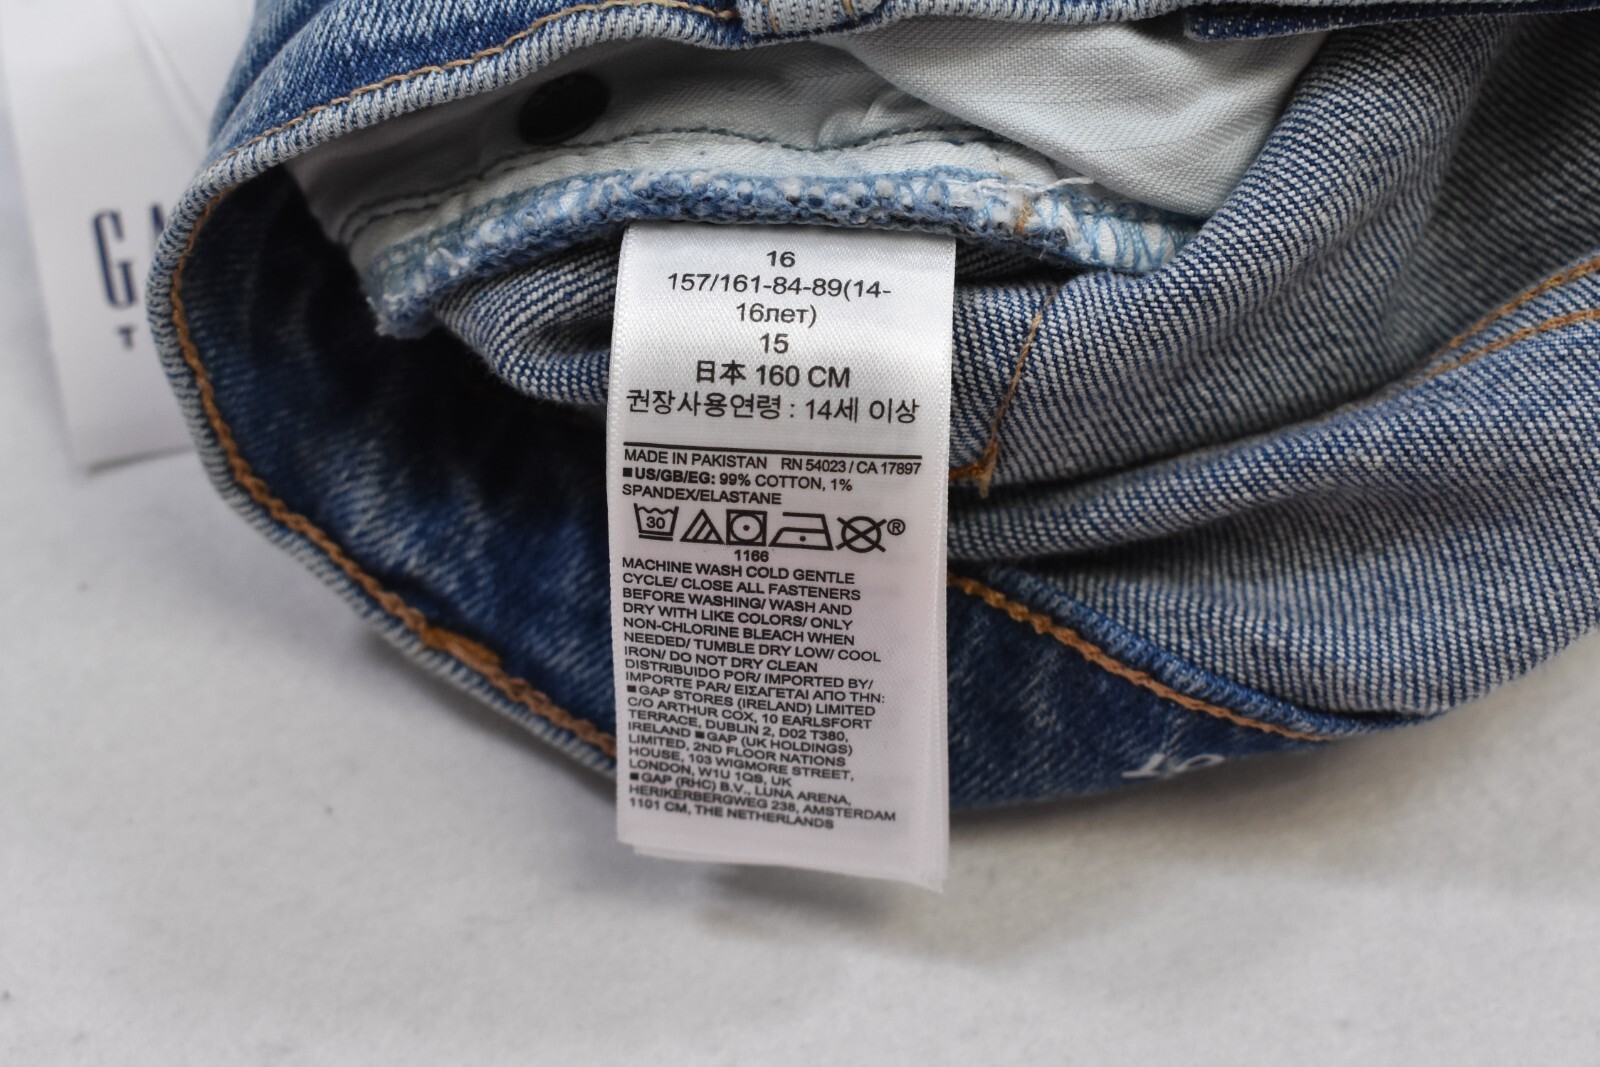 16
157/161-84-89(14-
16лет)
15
日本 160 CM
권장사용연령 : 14세 이상
MADE IN PAKISTAN RN 54023 / CA 17897
■US/GB/EG: 99% COTTON, 1%
SPANDEX/ELASTANE
30
®
1166
MACHINE WASH COLD GENTLE
CYCLE/ CLOSE ALL FASTENERS
BEFORE WASHING/ WASH AND
DRY WITH LIKE COLORS/ ONLY
NON-CHLORINE BLEACH WHEN
NEEDED/ TUMBLE DRY LOW/ COOL
IRON/ DO NOT DRY CLEAN
DISTRIBUIDO POR/ IMPORTED BY/
IMPORTE PAR/ ΕΙΣΑΓΕΤΑΙ ΑΠΟ ΤΗΝ:
■GAP STORES (IRELAND) LIMITED
C/O ARTHUR COX, 10 EARLSFORT
TERRACE, DUBLIN 2, D02 T380,
IRELAND ■GAP (UK HOLDINGS)
LIMITED, 2ND FLOOR NATIONS
HOUSE, 103 WIGMORE STREET,
LONDON, W1U 1QS, UK
■GAP (RHC) B.V., LUNA ARENA,
HERIKERBERGWEG 238, AMSTERDAM
1101 CM, THE NETHERLANDS